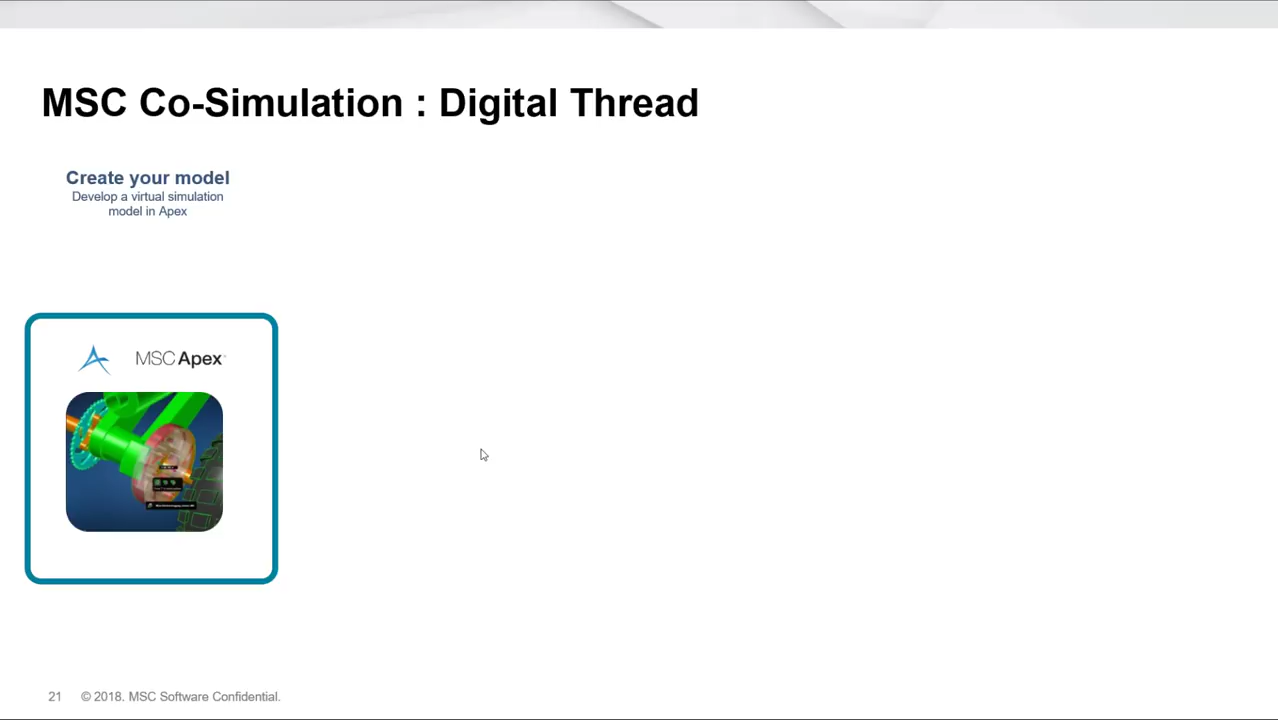 MSC Co-Simulation : Digital Thread
Create your model
Develop a virtual simulation
model in Apex
MSC Apex
21 © 2018. MSC Software Confidential.